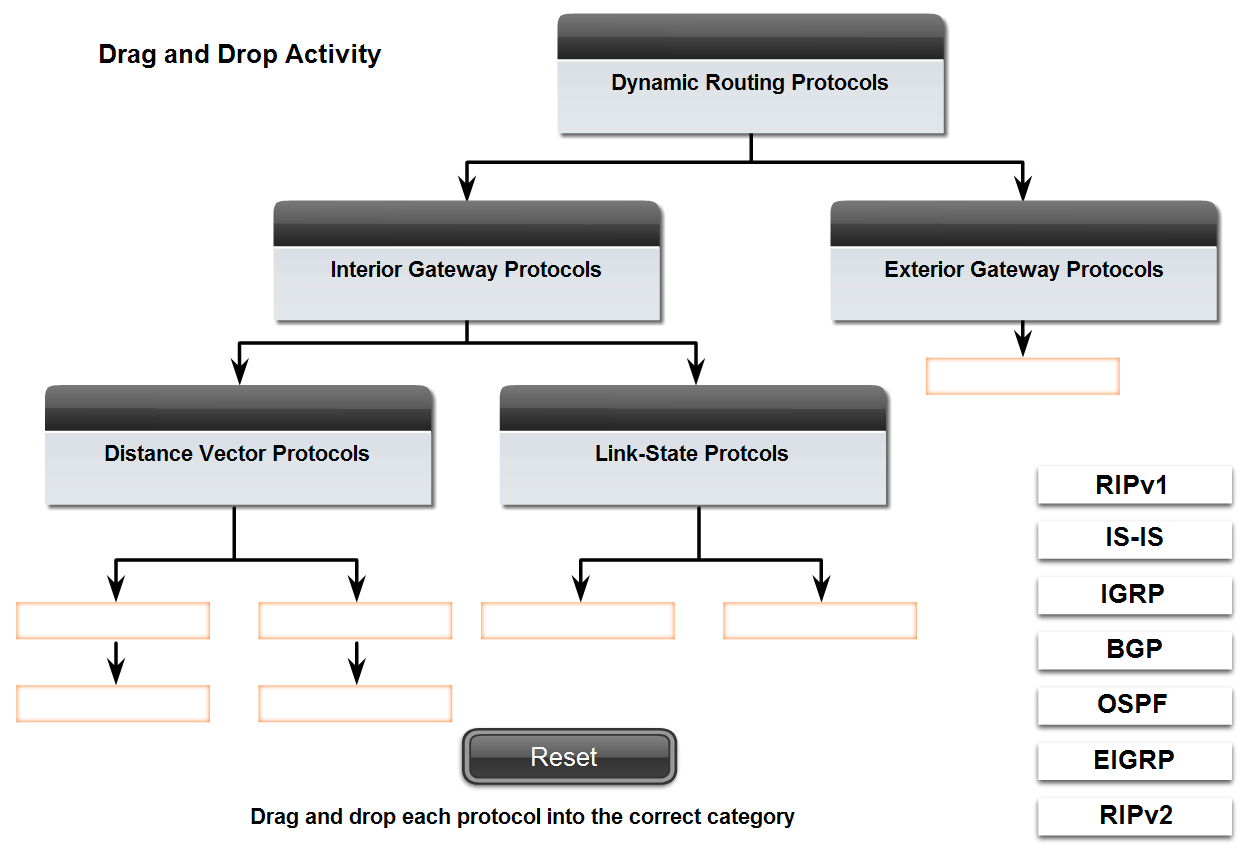 Drag and Drop Activity
Dynamic Routing Protocols
Interior Gateway Protocols
Exterior Gateway Protocols
Distance Vector Protocols
Link-State Protcols
RIPv1
IS-IS
IGRP
BGP
OSPF
EIGRP
RIPv2
Reset
Drag and drop each protocol into the correct category